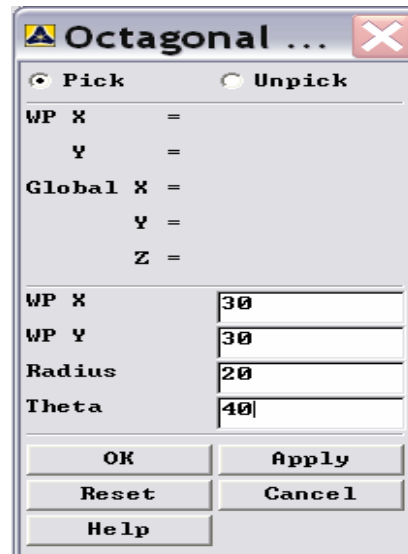 Octagonal ...
Pick Unpick
WP X =
Y =
Global X =
Y =
Z =
WP X 30
WP Y 30
Radius 20
Theta 40
OK Apply
Reset Cancel
Help